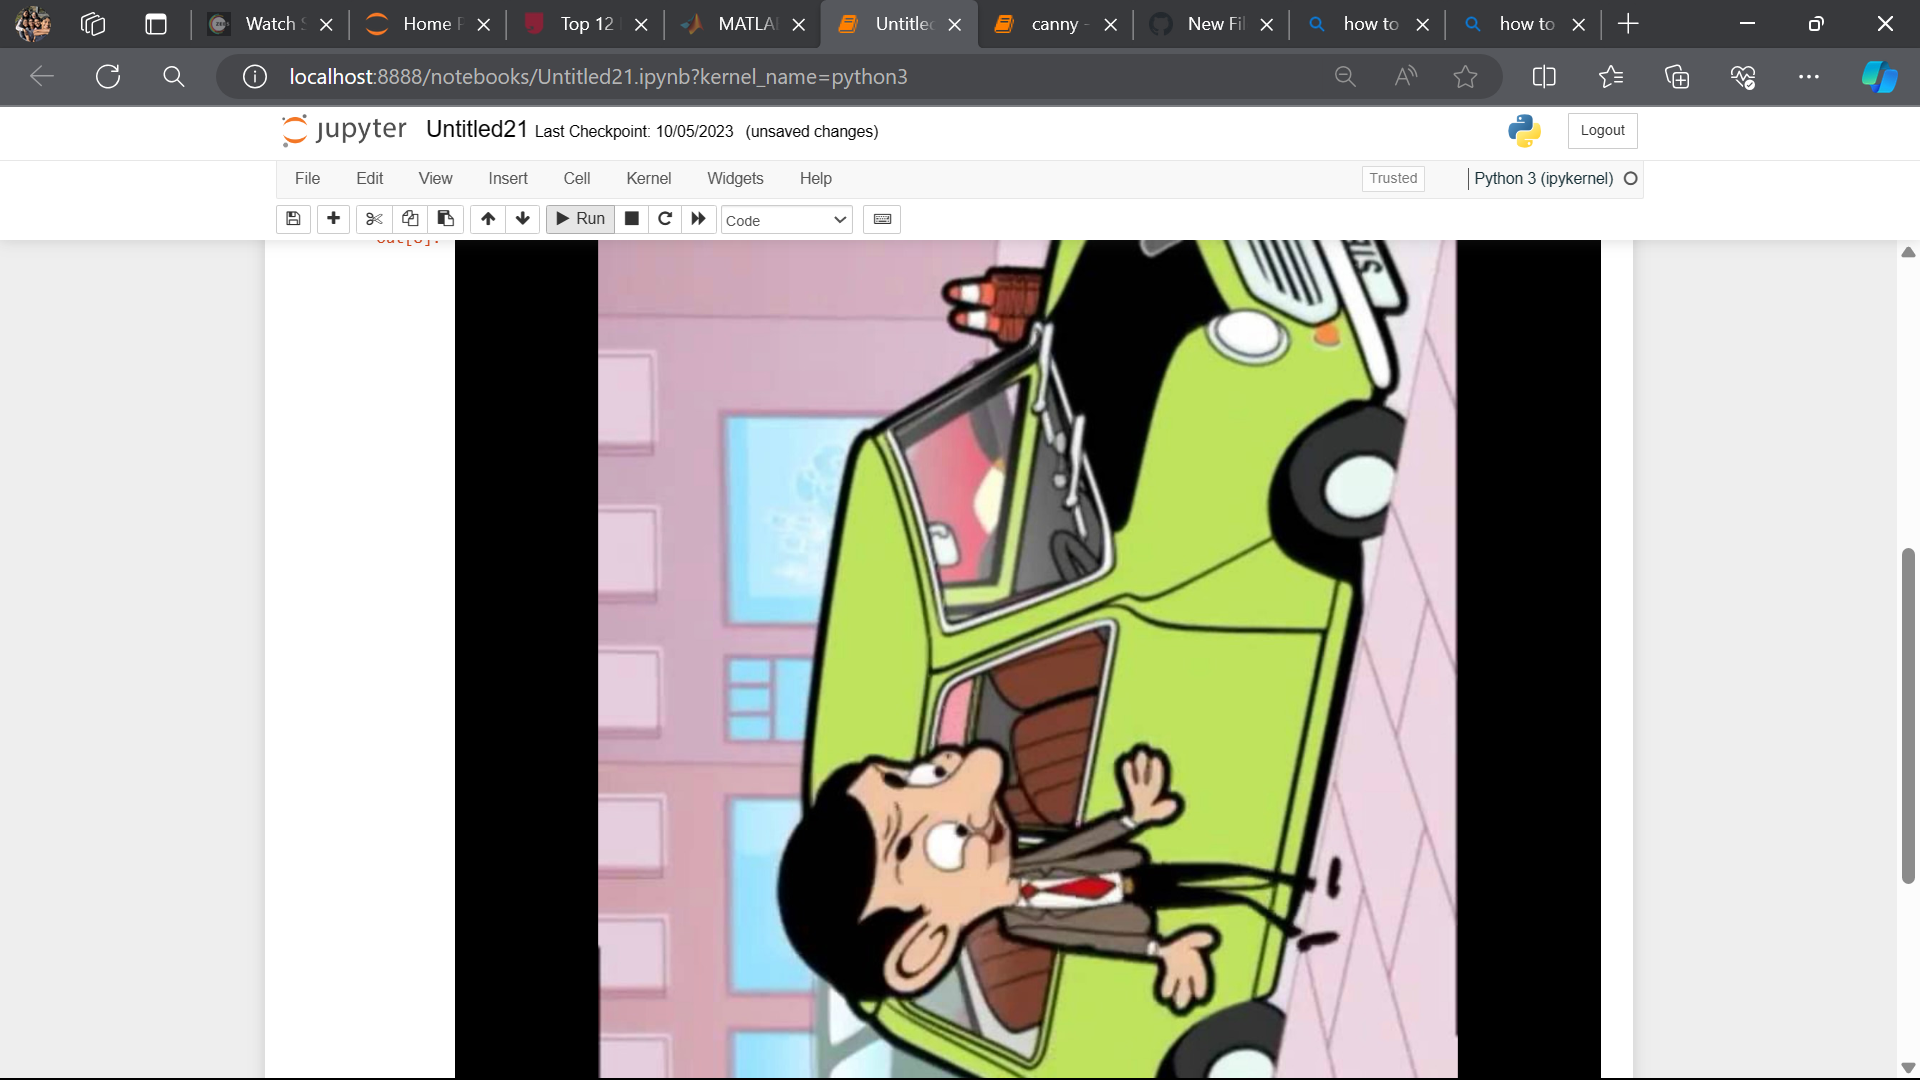 Watch S
Home P
Top 12
MATLA
Untitled
canny -
New Fil
how to
how to
localhost:8888/notebooks/Untitled21.ipynb?kernel_name=python3
jupyter Untitled21 Last Checkpoint: 10/05/2023 (unsaved changes)
Logout
File Edit View Insert Cell Kernel Widgets Help
Trusted
Python 3 (ipykernel)
Run
Code